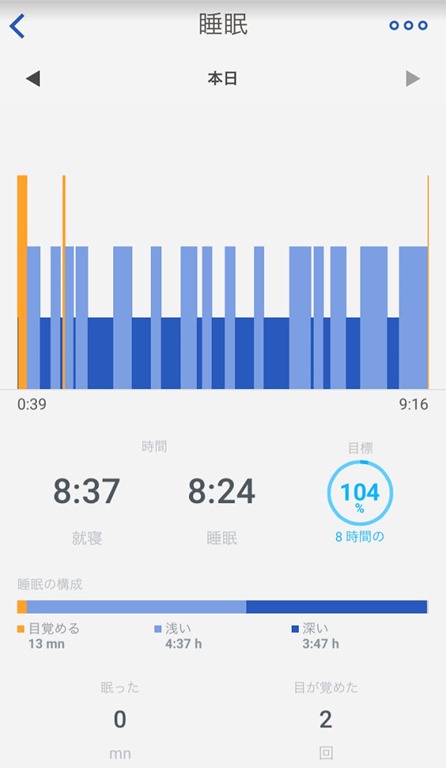 睡眠
本日
0:39 9:16
時間 目標
8:37 8:24 104
%
就寝 睡眠 8 時間の
睡眠の構成
目覚める 浅い 深い
13 mn 4:37 h 3:47 h
眠った 目が覚めた
0 2
mn 回